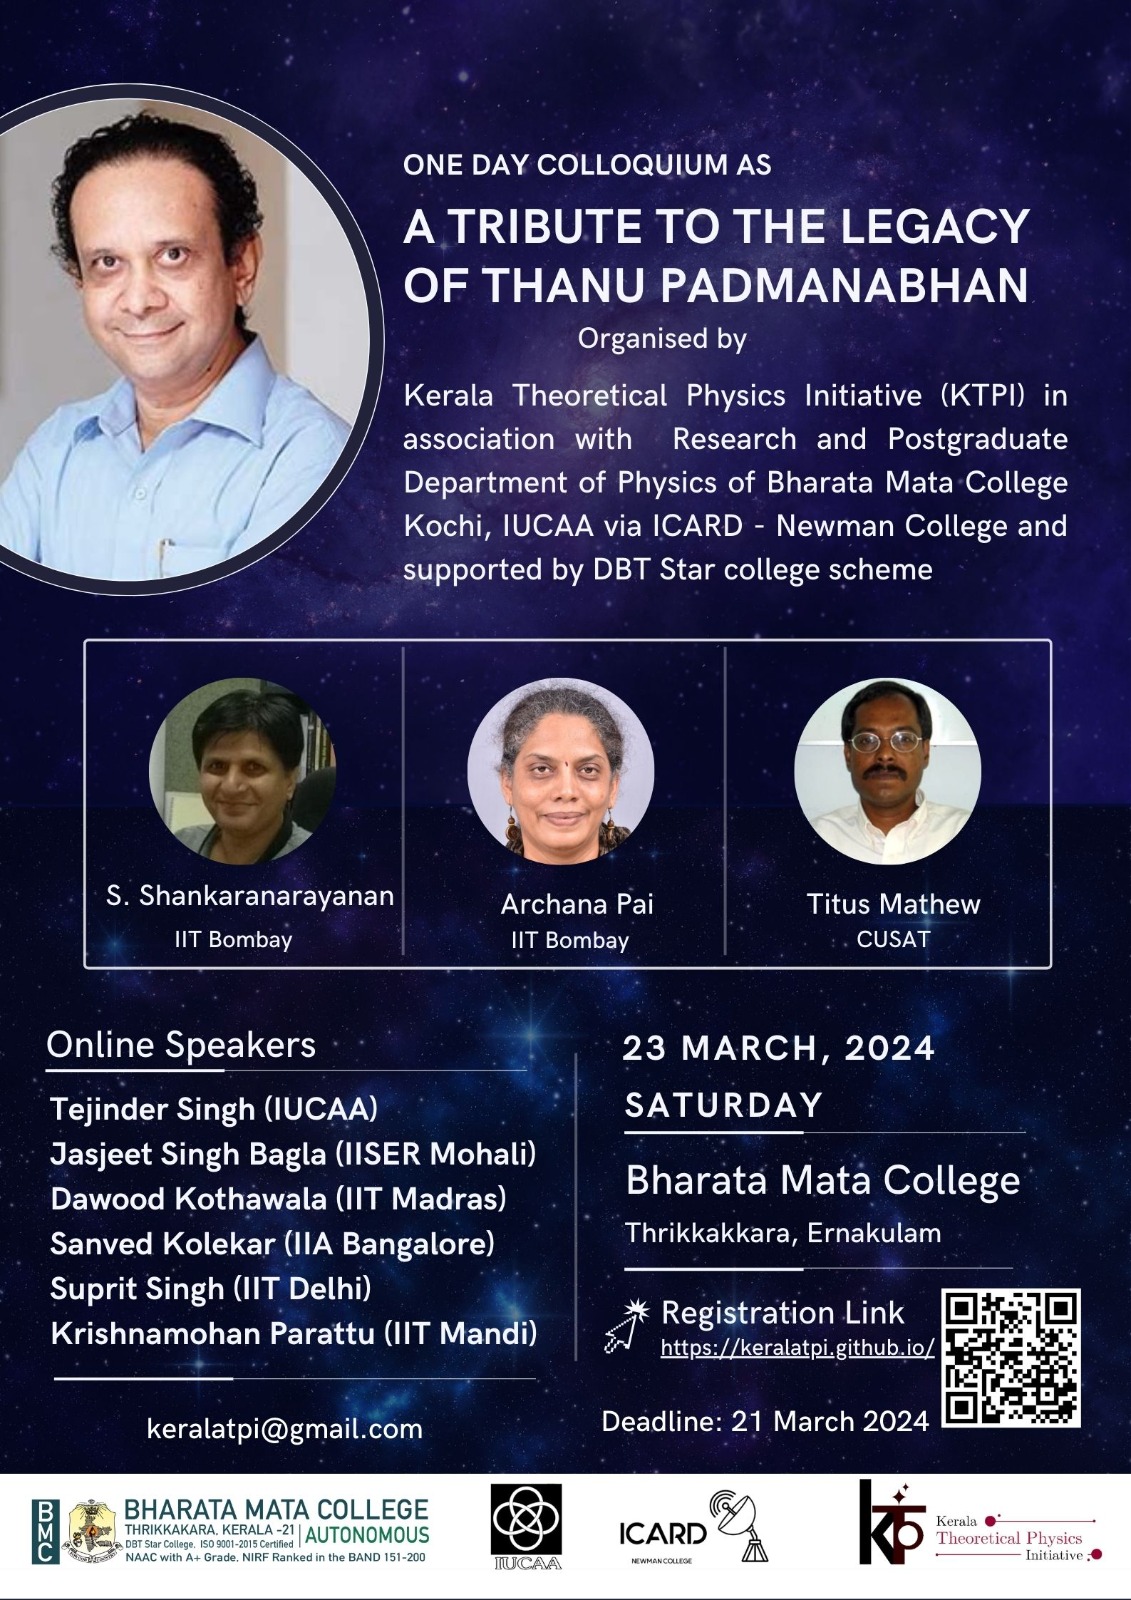 ONE DAY COLLOQUIUM AS
A TRIBUTE TO THE LEGACY
OF THANU PADMANABHAN
Organised by
Kerala Theoretical Physics Initiative (KTPI) in
association with Research and Postgraduate
Department of Physics of Bharata Mata College
Kochi, IUCAA via ICARD - Newman College and
supported by DBT Star college scheme
S. Shankaranarayanan
IIT Bombay
Archana Pai
IIT Bombay
Titus Mathew
CUSAT
Online Speakers
Tejinder Singh (IUCAA)
Jasjeet Singh Bagla (IISER Mohali)
Dawood Kothawala (IIT Madras)
Sanved Kolekar (IIA Bangalore)
Suprit Singh (IIT Delhi)
Krishnamohan Parattu (IIT Mandi)
keralatpi@gmail.com
23 MARCH, 2024
SATURDAY
Bharata Mata College
Thrikkakkara, Ernakulam
Registration Link
https://keralatpi.github.io/
Deadline: 21 March 2024
BMC
BHARATA MATA COLLEGE
THRIKKAKARA, KERALA -21
DBT Star College, ISO 9001-2015 Certified
AUTONOMOUS
NAAC with A+ Grade, NIRF Ranked in the BAND 151-200
IUCAA
ICARD
NEWMAN COLLEGE
kTp
Kerala
Theoretical Physics
Initiative